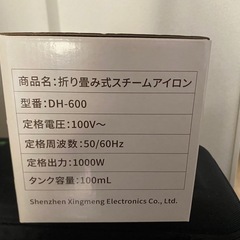 商品名：折り畳み式スチームアイロン
型番：DH-600
定格電圧：100V～
定格周波数：50/60Hz
定格出力：1000W
タンク容量：100mL
Shenzhen Xingmeng Electronics Co., Ltd.